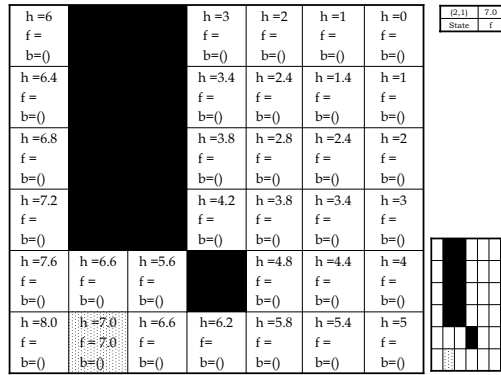 h =6 h =3 h =2 h =1 h =0
f = f = f = f = f =
b=() b=() b=() b=() b=()
h =6.4 h =3.4 h =2.4 h =1.4 h =1
f = f = f = f = f =
b=() b=() b=() b=() b=()
h =6.8 h =3.8 h =2.8 h =2.4 h =2
f = f = f = f = f =
b=() b=() b=() b=() b=()
h =7.2 h =4.2 h =3.8 h =3.4 h =3
f = f = f = f = f =
b=() b=() b=() b=() b=()
h =7.6 h =6.6 h =5.6 h =4.8 h =4.4 h =4
f = f = f = f = f = f =
b=() b=() b=() b=() b=() b=()
h =8.0 h =7.0 h =6.6 h=6.2 h =5.8 h =5.4 h =5
f= f = 7.0 f = f= f = f = f=
b=() b=() b=() b=() b=() b=() b=()
(2,1) 7.0
State f